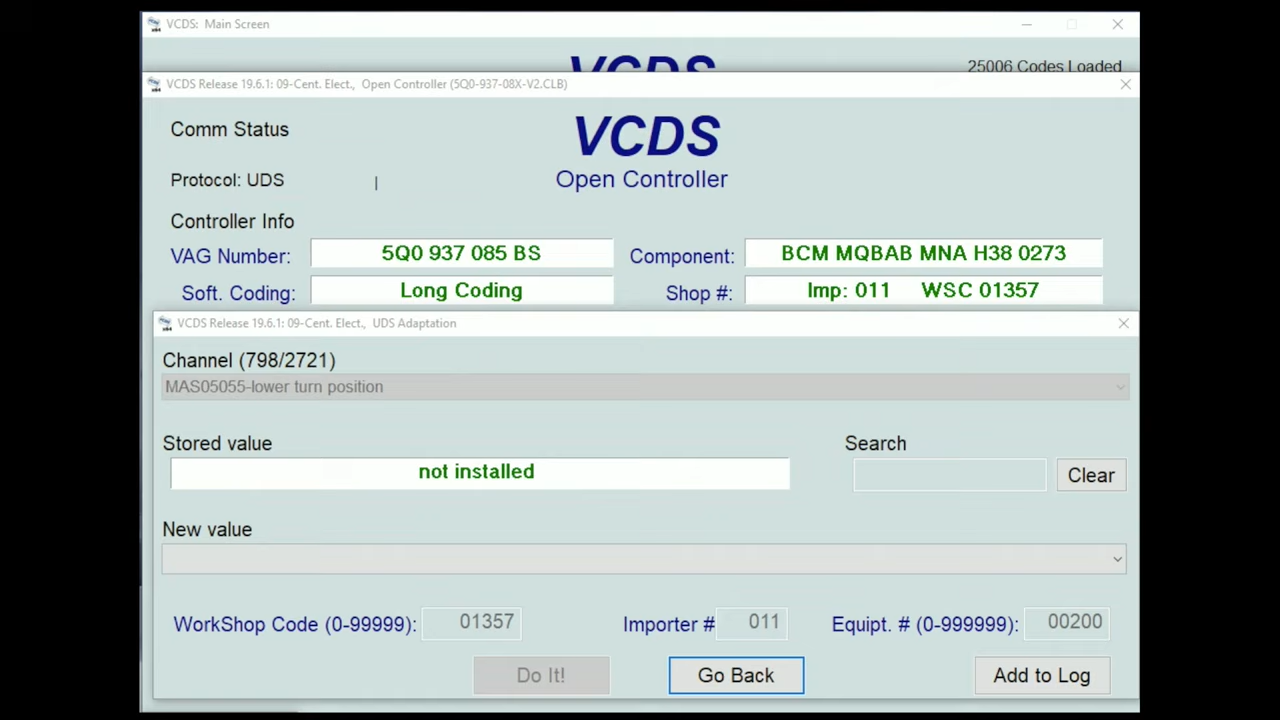 VCDS: Main Screen
VCDS
25006 Codes Loaded
VCDS Release 19.6.1: 09-Cent. Elect., Open Controller (5Q0-937-08X-V2.CLB)
Comm Status
VCDS
Protocol: UDS |
Open Controller
Controller Info
VAG Number: 5Q0 937 085 BS Component: BCM MQBAB MNA H38 0273
Soft. Coding: Long Coding Shop #: Imp: 011 WSC 01357
VCDS Release 19.6.1: 09-Cent. Elect., UDS Adaptation
Channel (798/2721)
MAS05055-lower turn position
Stored value Search
not installed Clear
New value
WorkShop Code (0-99999): 01357 Importer # 011 Equipt. # (0-999999): 00200
Do It! Go Back Add to Log